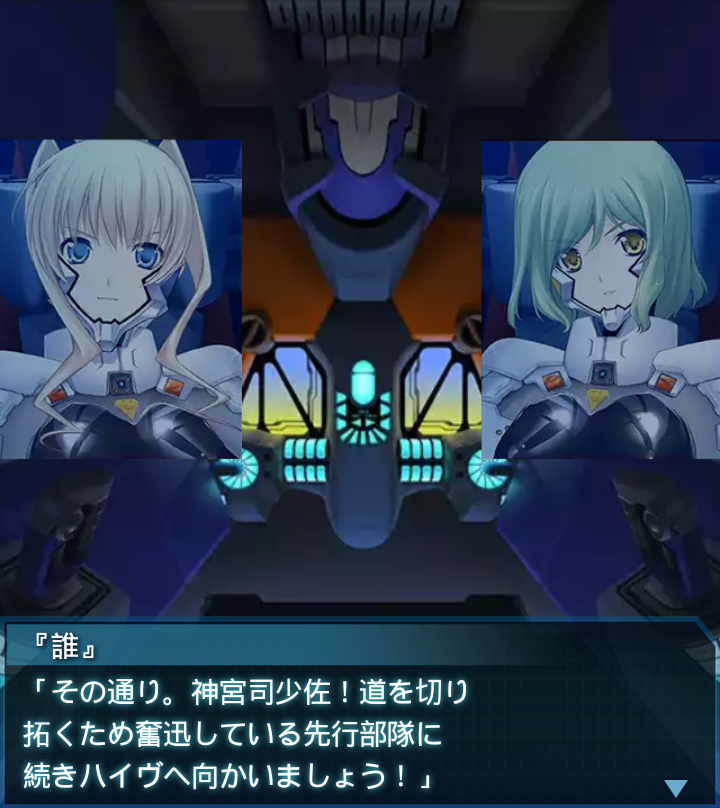 『誰』
「その通り。神宮司少佐！道を切り
拓くため奮迅している先行部隊に
続きハイヴへ向かいましょう！」